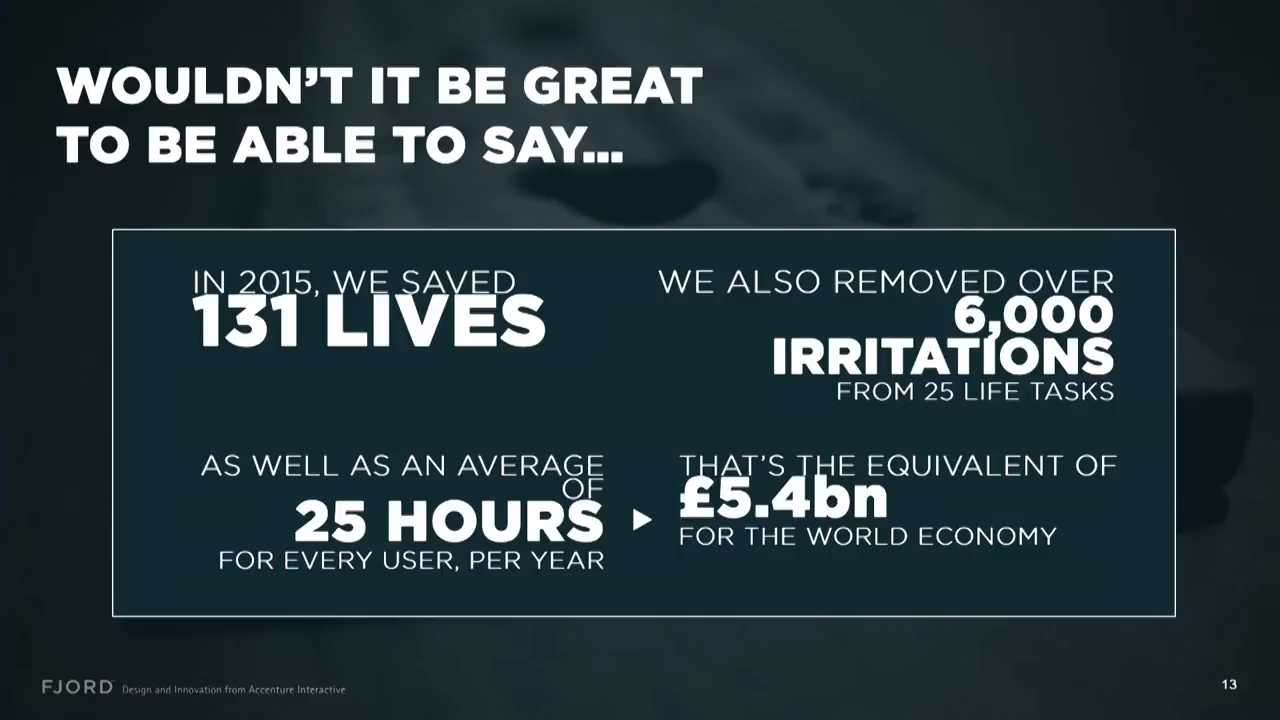 WOULDN'T IT BE GREAT
TO BE ABLE TO SAY...
IN 2015, WE SAVED
131 LIVES
WE ALSO REMOVED OVER
6,000
IRRITATIONS
FROM 25 LIFE TASKS
AS WELL AS AN AVERAGE
OF
25 HOURS
FOR EVERY USER, PER YEAR
THAT'S THE EQUIVALENT OF
£5.4bn
FOR THE WORLD ECONOMY
FJORD Design and Innovation from Accenture Interactive
13